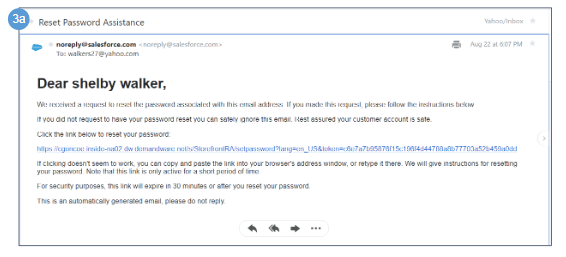 3a
Reset Password Assistance
Yahoo/Inbox
noreply@salesforce.com <noreply@salesforce.com>
Aug 22 at 6:07 PM
To: walkers27@yahoo.com
Dear shelby walker,
We received a request to reset the password associated with this email address. If you made this request, please follow the instructions below.
If you did not request to have your password reset you can safely ignore this email. Rest assured your customer account is safe.
Click the link below to reset your password:
If clicking doesn't seem to work, you can copy and paste the link into your browser's address window, or retype it there. We will give instructions for resetting
your password. Note that this link is only active for a short period of time.
For security purposes, this link will expire in 30 minutes or after you reset your password.
This is an automatically generated email, please do not reply.